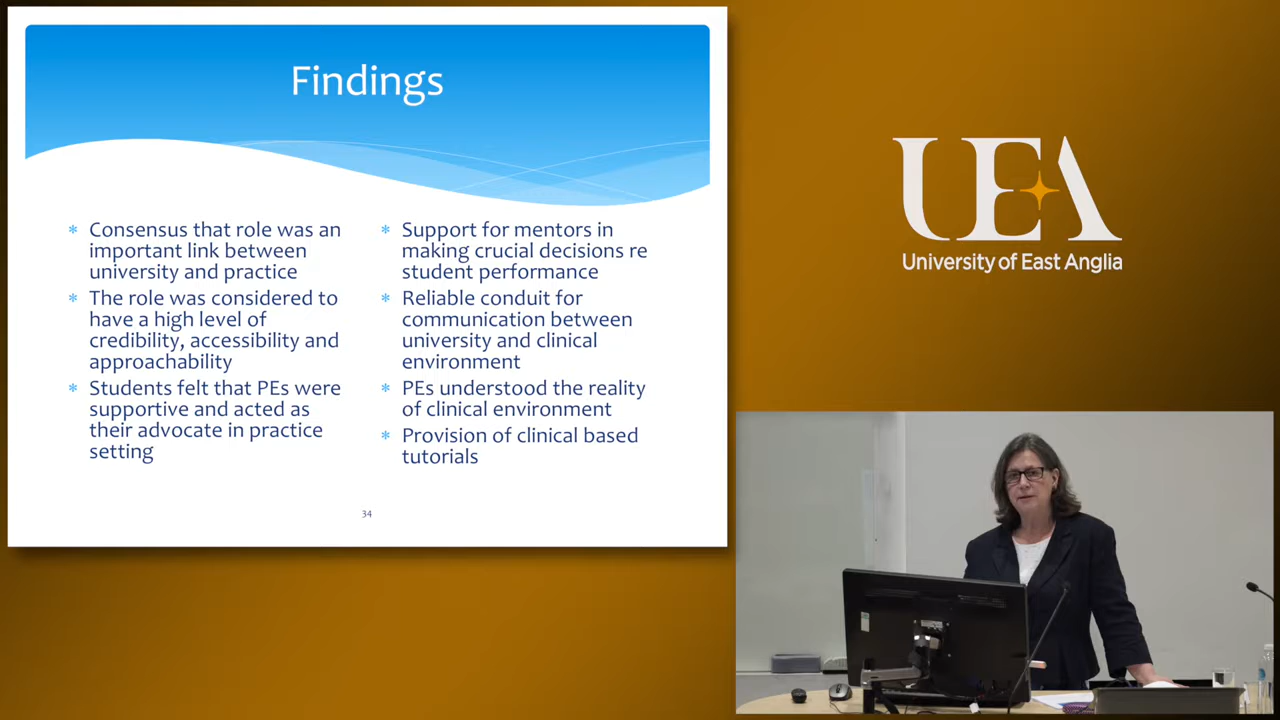 Findings
* Consensus that role was an
important link between
university and practice
* The role was considered to
have a high level of
credibility, accessibility and
approachability
* Students felt that PEs were
supportive and acted as
their advocate in practice
setting
* Support for mentors in
making crucial decisions re
student performance
* Reliable conduit for
communication between
university and clinical
environment
* PEs understood the reality
of clinical environment
* Provision of clinical based
tutorials
34
UEA
University of East Anglia